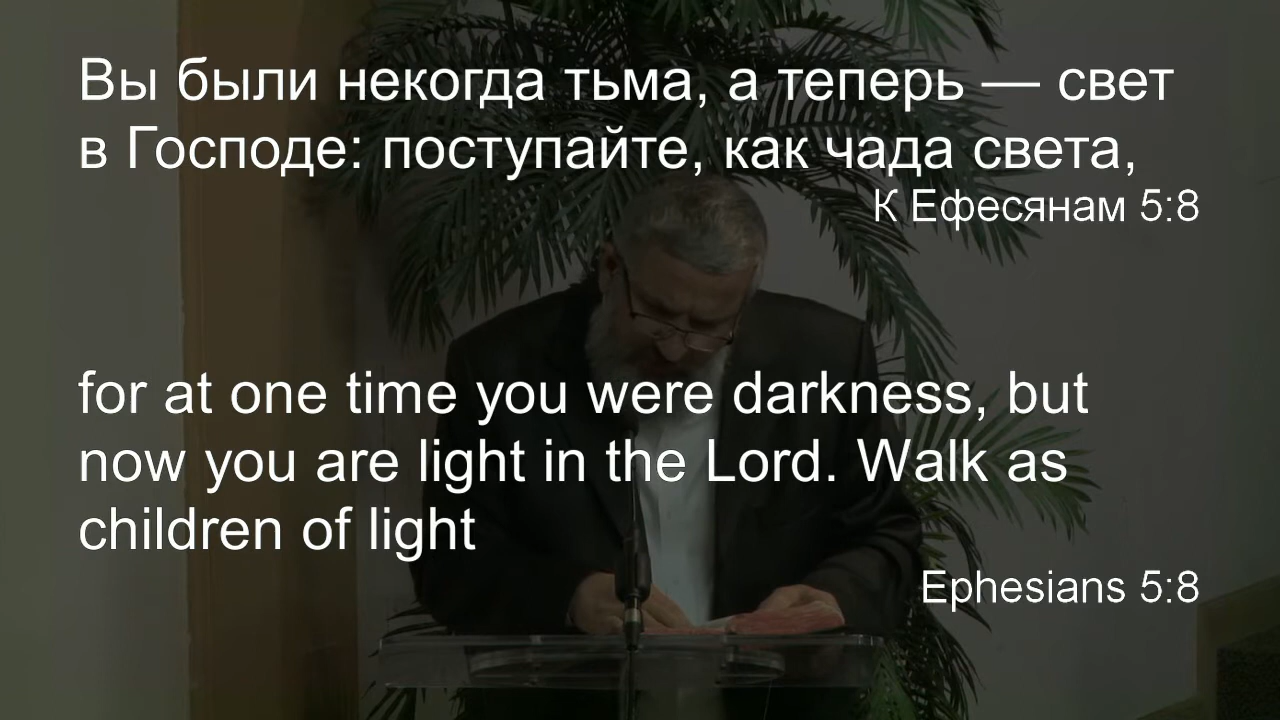 Вы были некогда тьма, а теперь — свет
в Господе: поступайте, как чада света,
К Ефесянам 5:8
for at one time you were darkness, but
now you are light in the Lord. Walk as
children of light
Ephesians 5:8